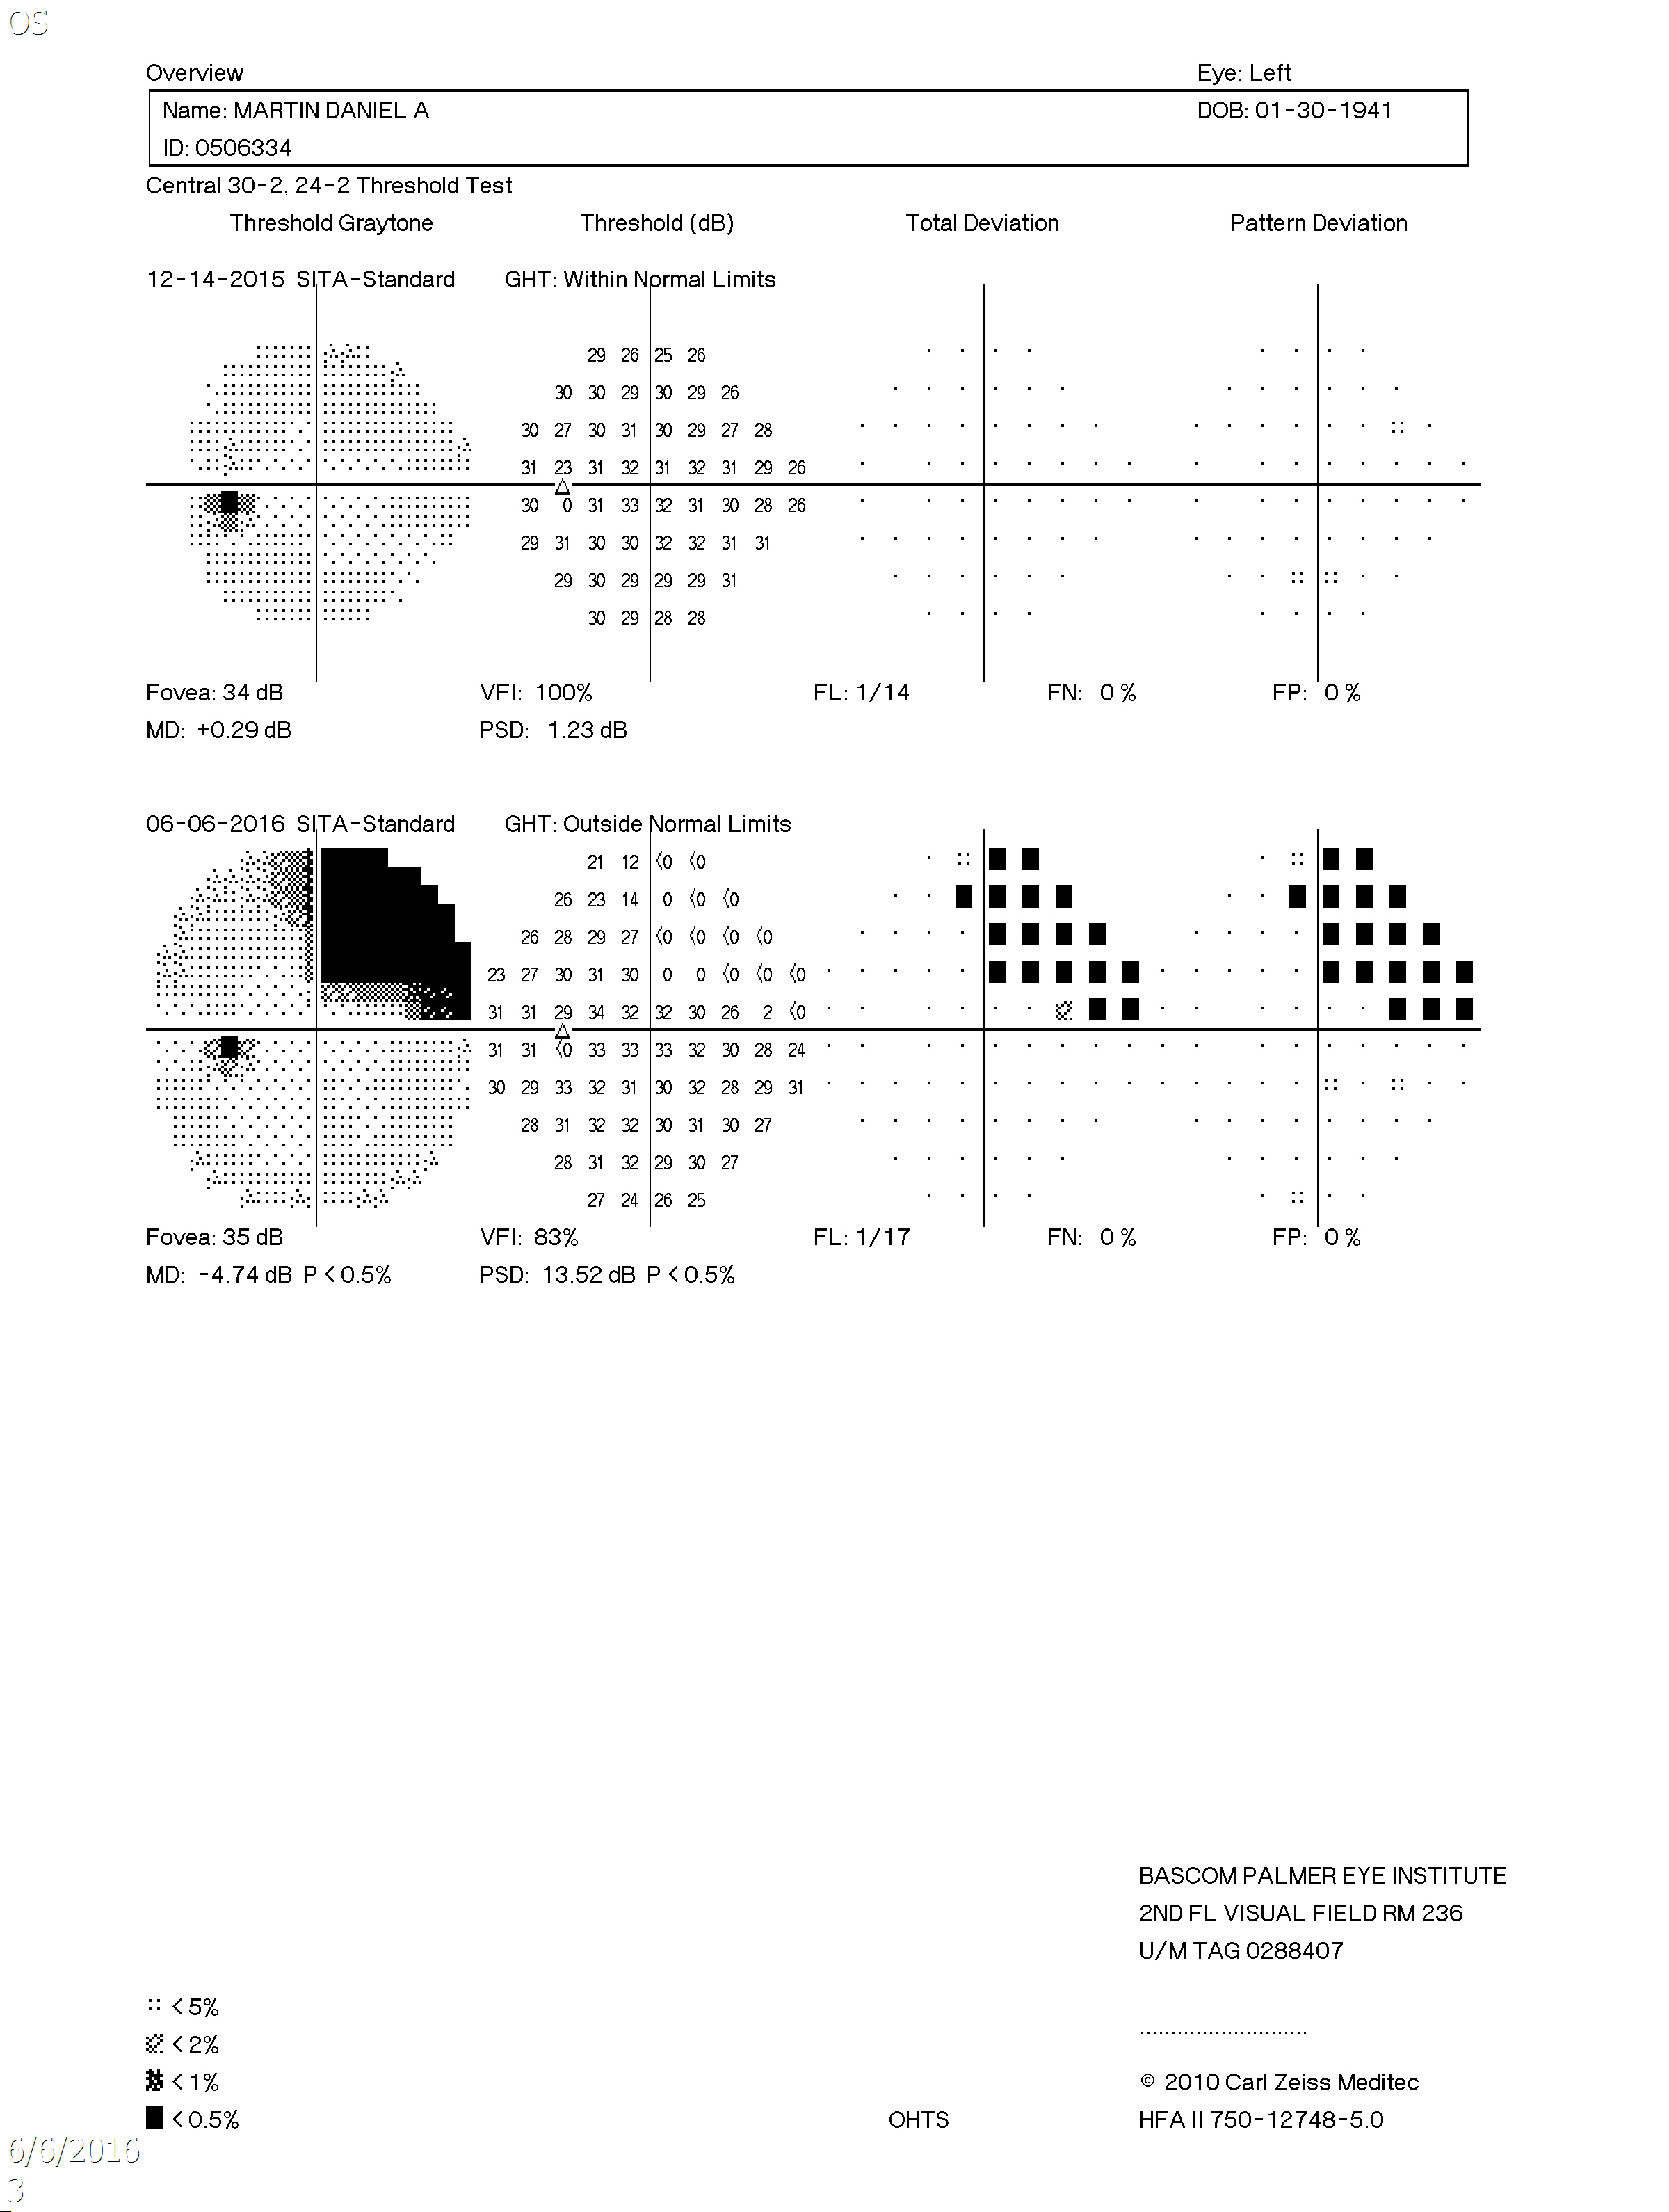 OS
Overview Eye: Left
Name: MARTIN DANIEL A DOB: 01-30-1941
ID: 0506334
Central 30-2, 24-2 Threshold Test
Threshold Graytone Threshold (dB) Total Deviation Pattern Deviation
12-14-2015 SITA-Standard GHT: Within Normal Limits
29 26 25 26
30 30 29 30 29 26
30 27 30 31 30 29 27 28
31 23 31 32 31 32 31 29 26
30 0 31 33 32 31 30 28 26
29 31 30 30 32 32 31 31
29 30 29 29 29 31
30 29 28 28
Fovea: 34 dB VFI: 100% FL: 1/14 FN: 0 % FP: 0 %
MD: +0.29 dB PSD: 1.23 dB
06-06-2016 SITA-Standard GHT: Outside Normal Limits
21 12 <0 <0
26 23 14 0 <0 <0
26 28 29 27 <0 <0 <0 <0
23 27 30 31 30 0 0 <0 <0 <0
31 31 29 34 32 32 30 26 2 <0
31 31 <0 33 33 33 32 30 28 24
30 29 33 32 31 30 32 28 29 31
28 31 32 32 30 31 30 27
28 31 32 29 30 27
27 24 26 25
Fovea: 35 dB VFI: 83% FL: 1/17 FN: 0 % FP: 0 %
MD: -4.74 dB P < 0.5% PSD: 13.52 dB P < 0.5%
BASCOM PALMER EYE INSTITUTE
2ND FL VISUAL FIELD RM 236
U/M TAG 0288407
< 5%
< 2%
< 1% © 2010 Carl Zeiss Meditec
< 0.5% OHTS HFA II 750-12748-5.0
6/6/2016
3